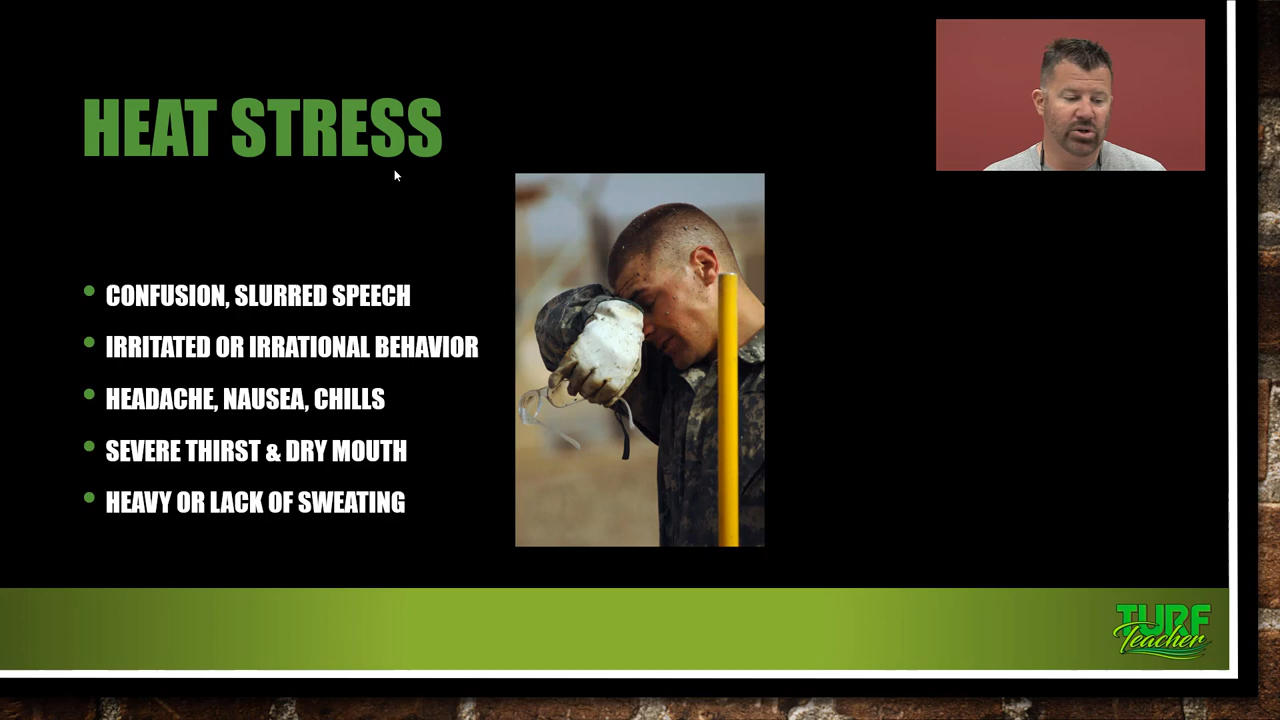 HEAT STRESS
CONFUSION, SLURRED SPEECH
IRRITATED OR IRRATIONAL BEHAVIOR
HEADACHE, NAUSEA, CHILLS
SEVERE THIRST & DRY MOUTH
HEAVY OR LACK OF SWEATING
TURF
Teacher